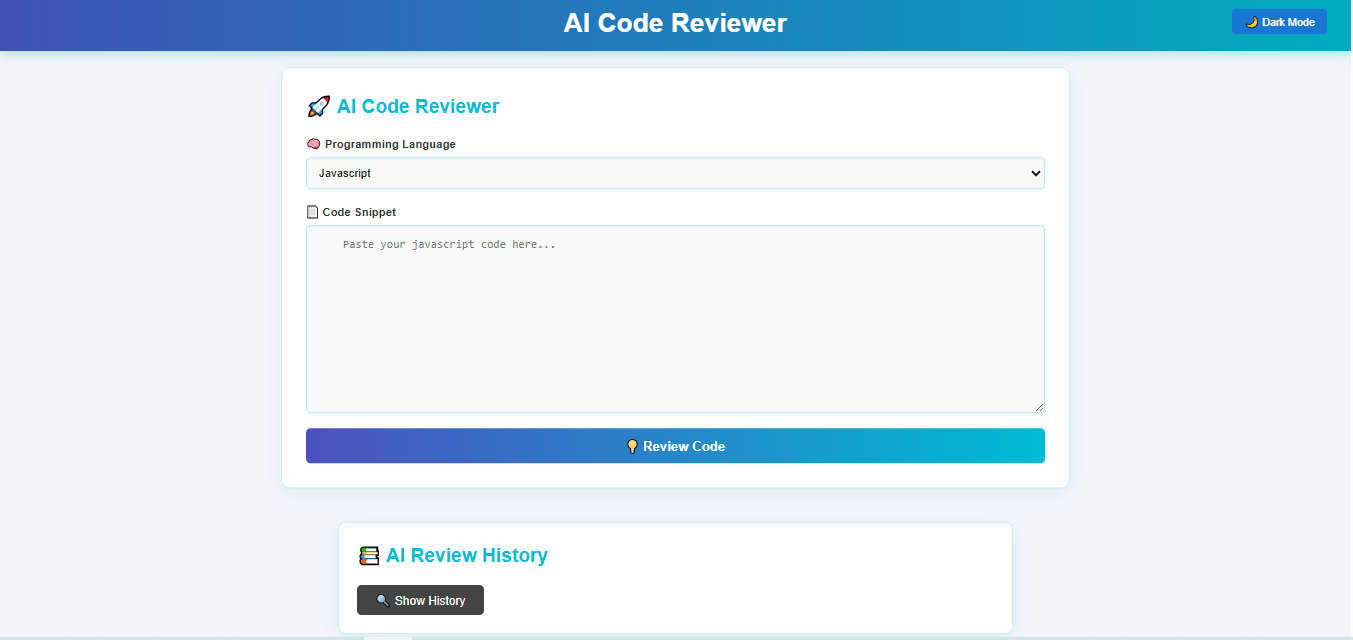 AI Code Reviewer
🌙 Dark Mode
🚀 AI Code Reviewer
🧠 Programming Language
Javascript
📄 Code Snippet
Paste your javascript code here...
💡 Review Code
📚 AI Review History
🔍 Show History